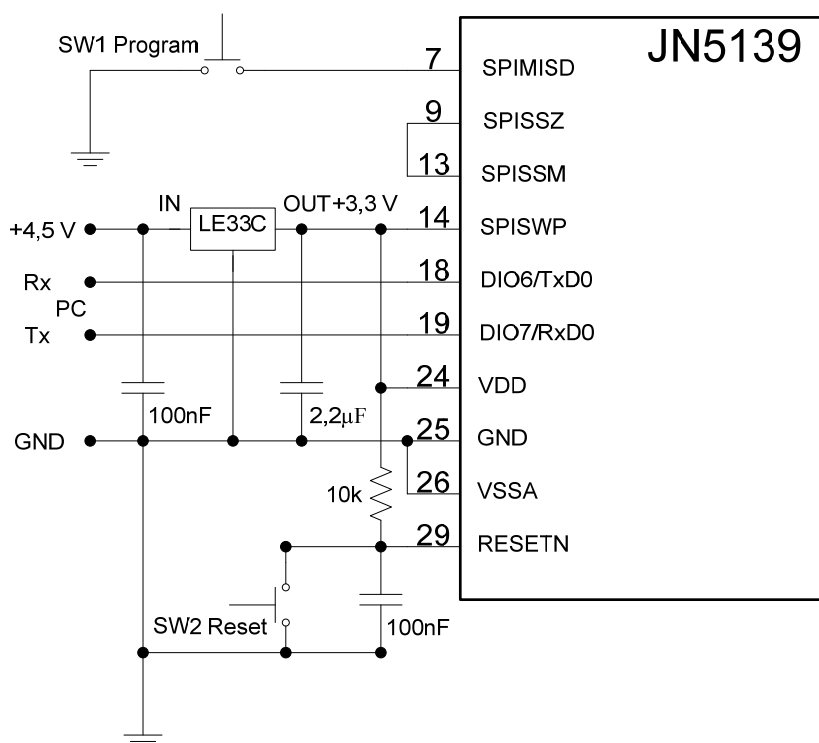 JN5139
SW1 Program
7 SPIMISD
9 SPISSZ
13 SPISSM
IN LE33C OUT+3,3 V
+4,5 V
14 SPISWP
Rx
18 DIO6/TxD0
PC
Tx
19 DIO7/RxD0
24 VDD
100nF
2,2µF
GND
25 GND
10k
26 VSSA
29 RESETN
SW2 Reset
100nF